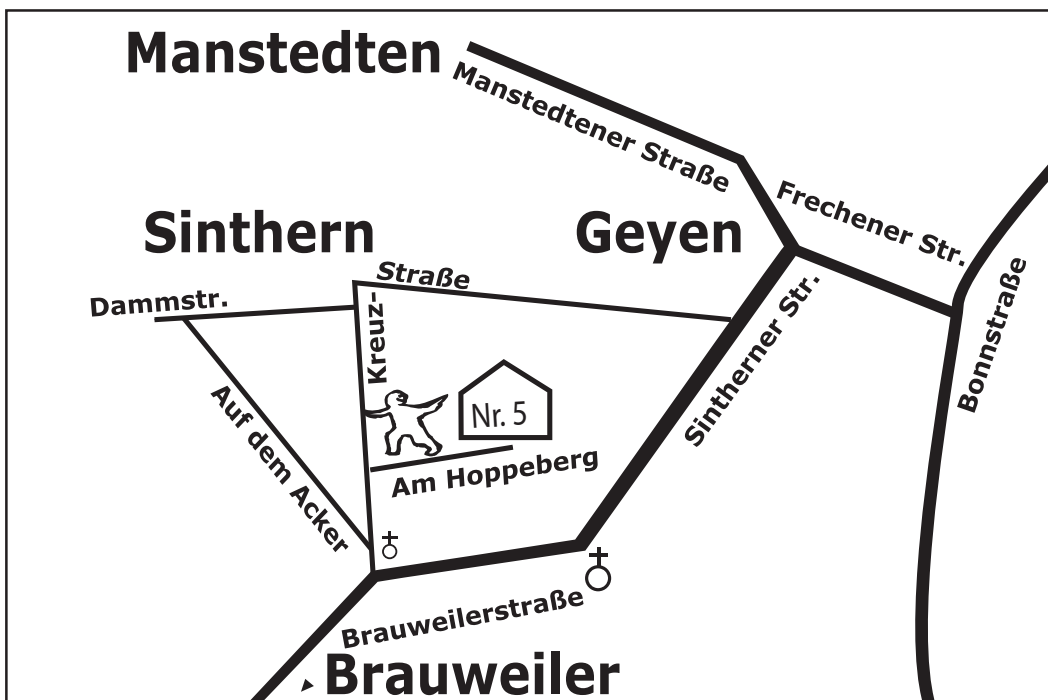 Manstedten
Manstedtener Straße
Frechener Str.
Sinthern
Geyen
Straße
Dammstr.
Kreuz-
Bonnstraße
Sintherner Str.
Nr. 5
Auf dem Acker
Am Hoppeberg
Brauweilerstraße
Brauweiler